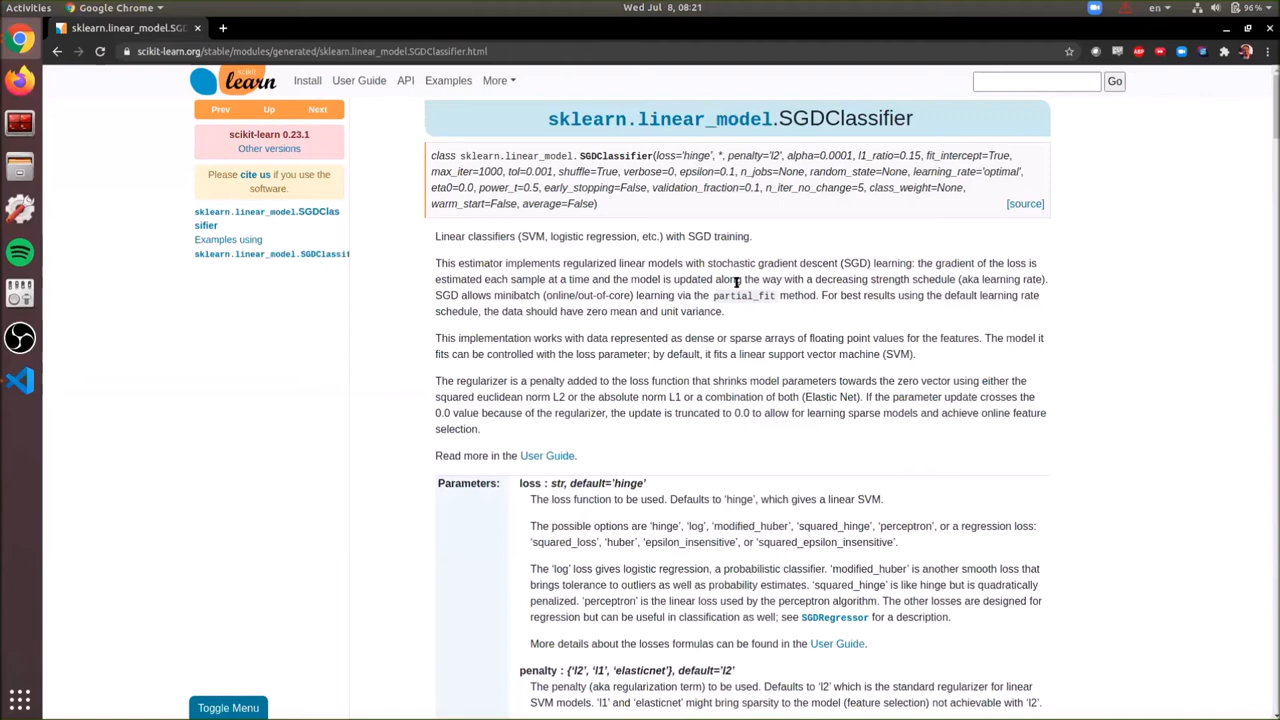 Activities
Google Chrome
Wed Jul 8, 08:21
en
96 %
sklearn.linear_model.SGD
scikit-learn.org/stable/modules/generated/sklearn.linear_model.SGDClassifier.html
scikit
learn
Install
User Guide
API
Examples
More
Go
Prev
Up
Next
scikit-learn 0.23.1
Other versions
Please cite us if you use the
software.
sklearn.linear_model.SGDClas
sifier
Examples using
sklearn.linear_model.SGDClassif
sklearn.linear_model.SGDClassifier
class sklearn.linear_model.SGDClassifier(loss='hinge', *, penalty='l2', alpha=0.0001, l1_ratio=0.15, fit_intercept=True,
max_iter=1000, tol=0.001, shuffle=True, verbose=0, epsilon=0.1, n_jobs=None, random_state=None, learning_rate='optimal',
eta0=0.0, power_t=0.5, early_stopping=False, validation_fraction=0.1, n_iter_no_change=5, class_weight=None,
warm_start=False, average=False)
[source]
Linear classifiers (SVM, logistic regression, etc.) with SGD training.
This estimator implements regularized linear models with stochastic gradient descent (SGD) learning: the gradient of the loss is
estimated each sample at a time and the model is updated along the way with a decreasing strength schedule (aka learning rate).
SGD allows minibatch (online/out-of-core) learning via the partial_fit method. For best results using the default learning rate
schedule, the data should have zero mean and unit variance.
This implementation works with data represented as dense or sparse arrays of floating point values for the features. The model it
fits can be controlled with the loss parameter; by default, it fits a linear support vector machine (SVM).
The regularizer is a penalty added to the loss function that shrinks model parameters towards the zero vector using either the
squared euclidean norm L2 or the absolute norm L1 or a combination of both (Elastic Net). If the parameter update crosses the
0.0 value because of the regularizer, the update is truncated to 0.0 to allow for learning sparse models and achieve online feature
selection.
Read more in the User Guide.
Parameters:
loss : str, default='hinge'
The loss function to be used. Defaults to 'hinge', which gives a linear SVM.
The possible options are 'hinge', 'log', 'modified_huber', 'squared_hinge', 'perceptron', or a regression loss:
'squared_loss', 'huber', 'epsilon_insensitive', or 'squared_epsilon_insensitive'.
The 'log' loss gives logistic regression, a probabilistic classifier. 'modified_huber' is another smooth loss that
brings tolerance to outliers as well as probability estimates. 'squared_hinge' is like hinge but is quadratically
penalized. 'perceptron' is the linear loss used by the perceptron algorithm. The other losses are designed for
regression but can be useful in classification as well; see SGDRegressor for a description.
More details about the losses formulas can be found in the User Guide.
penalty : {'l2', 'l1', 'elasticnet'}, default='l2'
The penalty (aka regularization term) to be used. Defaults to 'l2' which is the standard regularizer for linear
SVM models. 'l1' and 'elasticnet' might bring sparsity to the model (feature selection) not achievable with 'l2'.
Toggle Menu